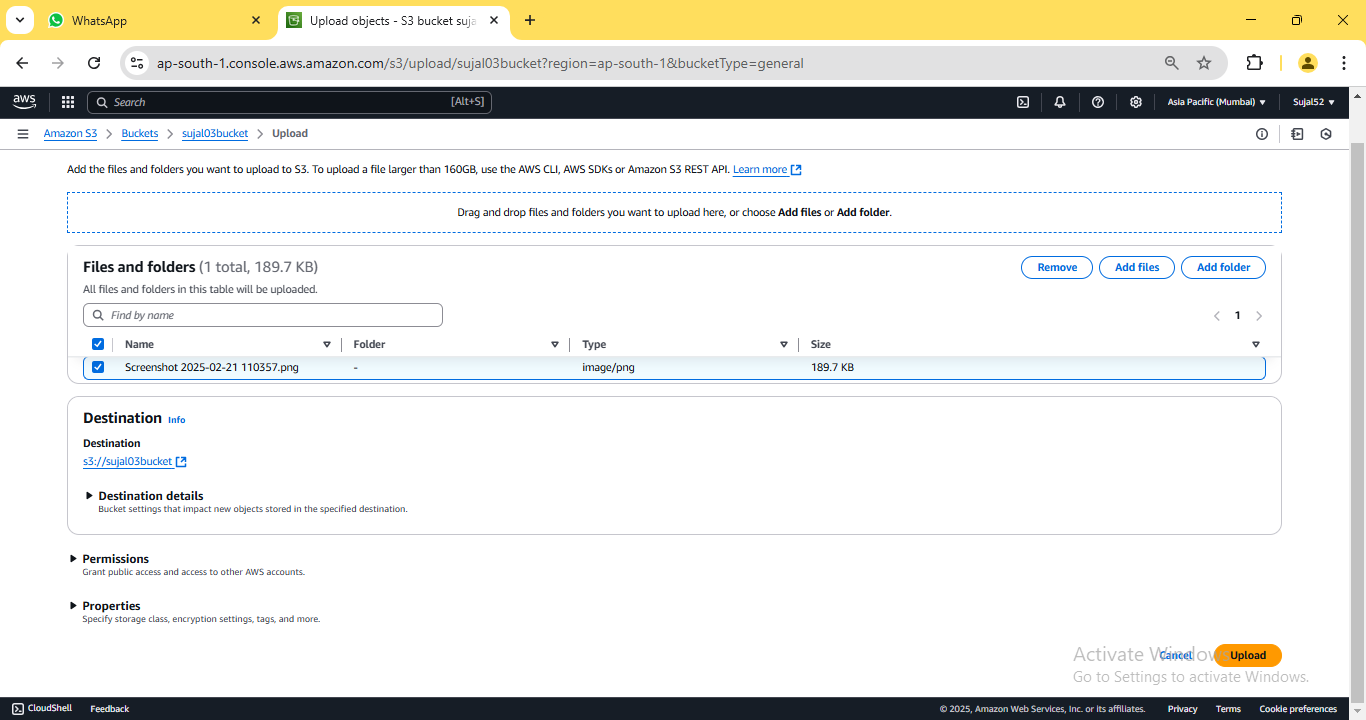 WhatsApp
Upload objects - S3 bucket suja
ap-south-1.console.aws.amazon.com/s3/upload/sujal03bucket?region=ap-south-1&bucketType=general
aws Search [Alt+S] Asia Pacific (Mumbai) Sujal52
Amazon S3 > Buckets > sujal03bucket > Upload
Add the files and folders you want to upload to S3. To upload a file larger than 160GB, use the AWS CLI, AWS SDKs or Amazon S3 REST API. Learn more
Drag and drop files and folders you want to upload here, or choose Add files or Add folder.
Files and folders (1 total, 189.7 KB) Remove Add files Add folder
All files and folders in this table will be uploaded.
Find by name 1
Name Folder Type Size
Screenshot 2025-02-21 110357.png - image/png 189.7 KB
Destination Info
Destination
s3://sujal03bucket
Destination details
Bucket settings that impact new objects stored in the specified destination.
Permissions
Grant public access and access to other AWS accounts.
Properties
Specify storage class, encryption settings, tags, and more.
Cancel Upload
Activate Windows
Go to Settings to activate Windows.
CloudShell Feedback © 2025, Amazon Web Services, Inc. or its affiliates. Privacy Terms Cookie preferences